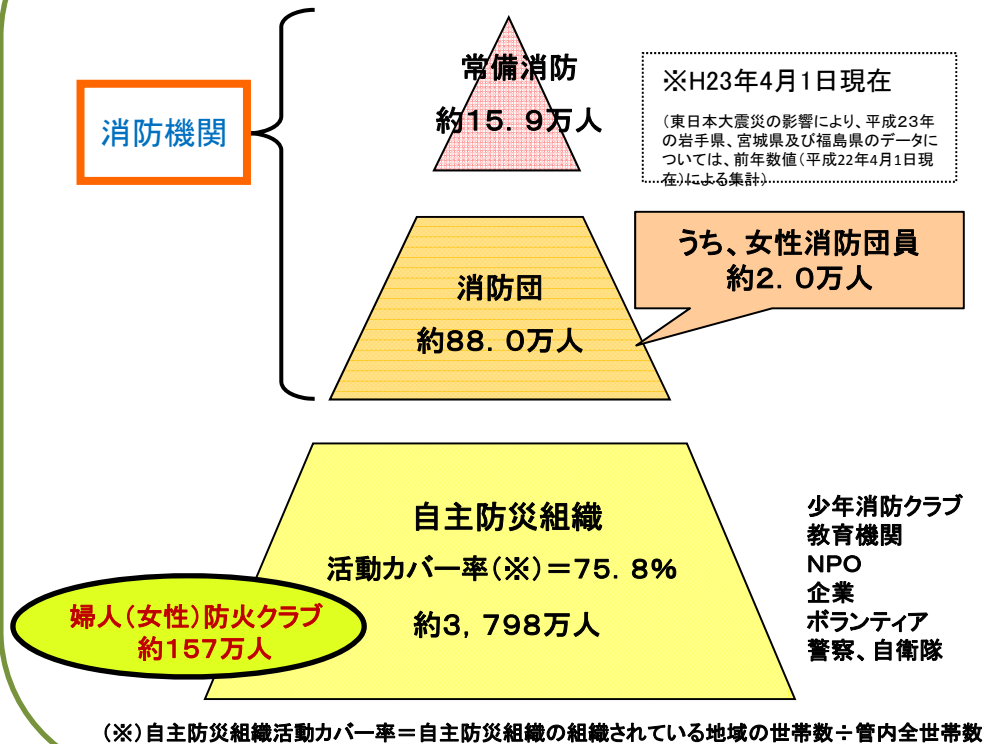 常備消防
約15．9万人
消防機関
※H23年4月1日現在
（東日本大震災の影響により、平成23年
の岩手県、宮城県及び福島県のデータに
ついては、前年数値（平成22年4月1日現
在）による集計）
うち、女性消防団員
約2．0万人
消防団
約88．0万人
自主防災組織
活動カバー率（※）＝75．8％
約3，798万人
婦人（女性）防火クラブ
約157万人
少年消防クラブ
教育機関
NPO
企業
ボランティア
警察、自衛隊
（※）自主防災組織活動カバー率＝自主防災組織の組織されている地域の世帯数÷管内全世帯数